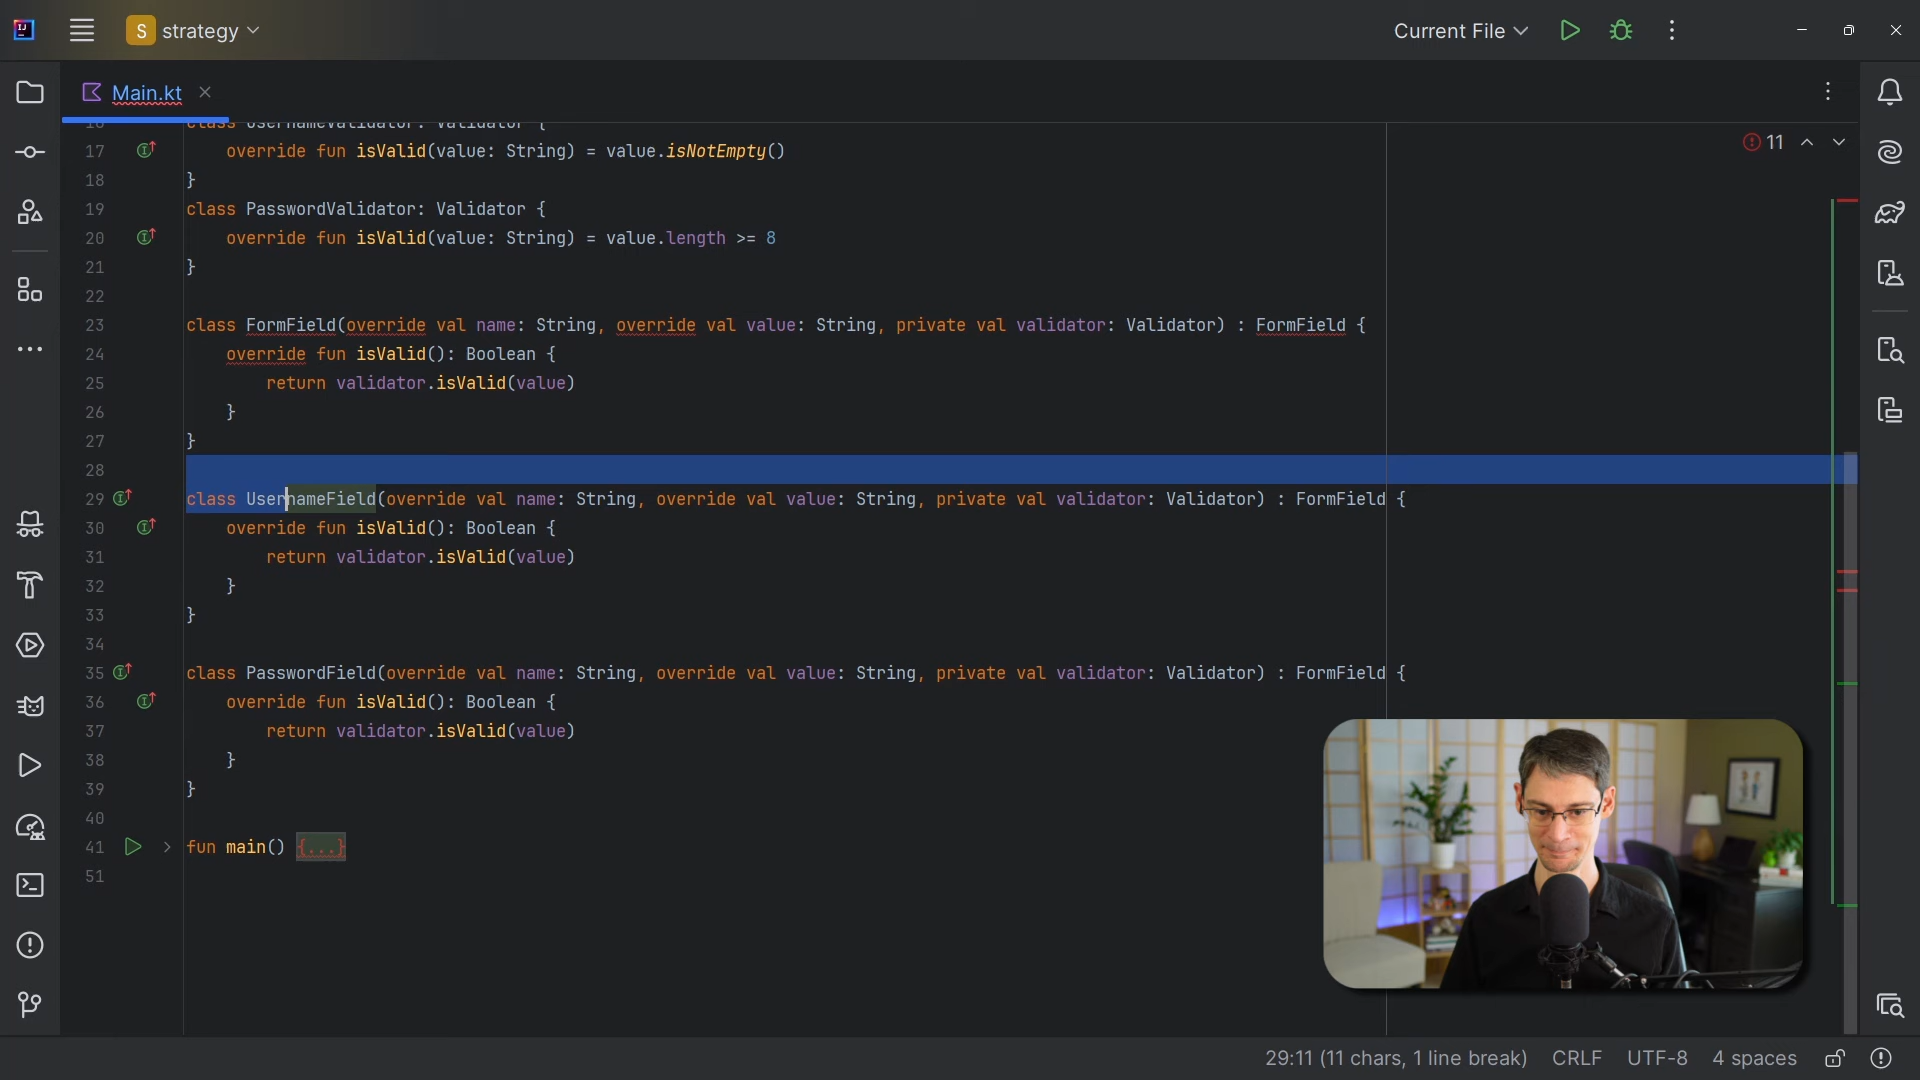 S strategy
Current File
Main.kt
11
16 class UsernameValidator: Validator {
17 override fun isValid(value: String) = value.isNotEmpty()
18 }
19 class PasswordValidator: Validator {
20 override fun isValid(value: String) = value.length >= 8
21 }
22
23 class FormField(override val name: String, override val value: String, private val validator: Validator) : FormField {
24 override fun isValid(): Boolean {
25 return validator.isValid(value)
26 }
27 }
28
29 class UsernameField(override val name: String, override val value: String, private val validator: Validator) : FormField {
30 override fun isValid(): Boolean {
31 return validator.isValid(value)
32 }
33 }
34
35 class PasswordField(override val name: String, override val value: String, private val validator: Validator) : FormField {
36 override fun isValid(): Boolean {
37 return validator.isValid(value)
38 }
39 }
40
41 fun main() {...}
51
29:11 (11 chars, 1 line break) CRLF UTF-8 4 spaces